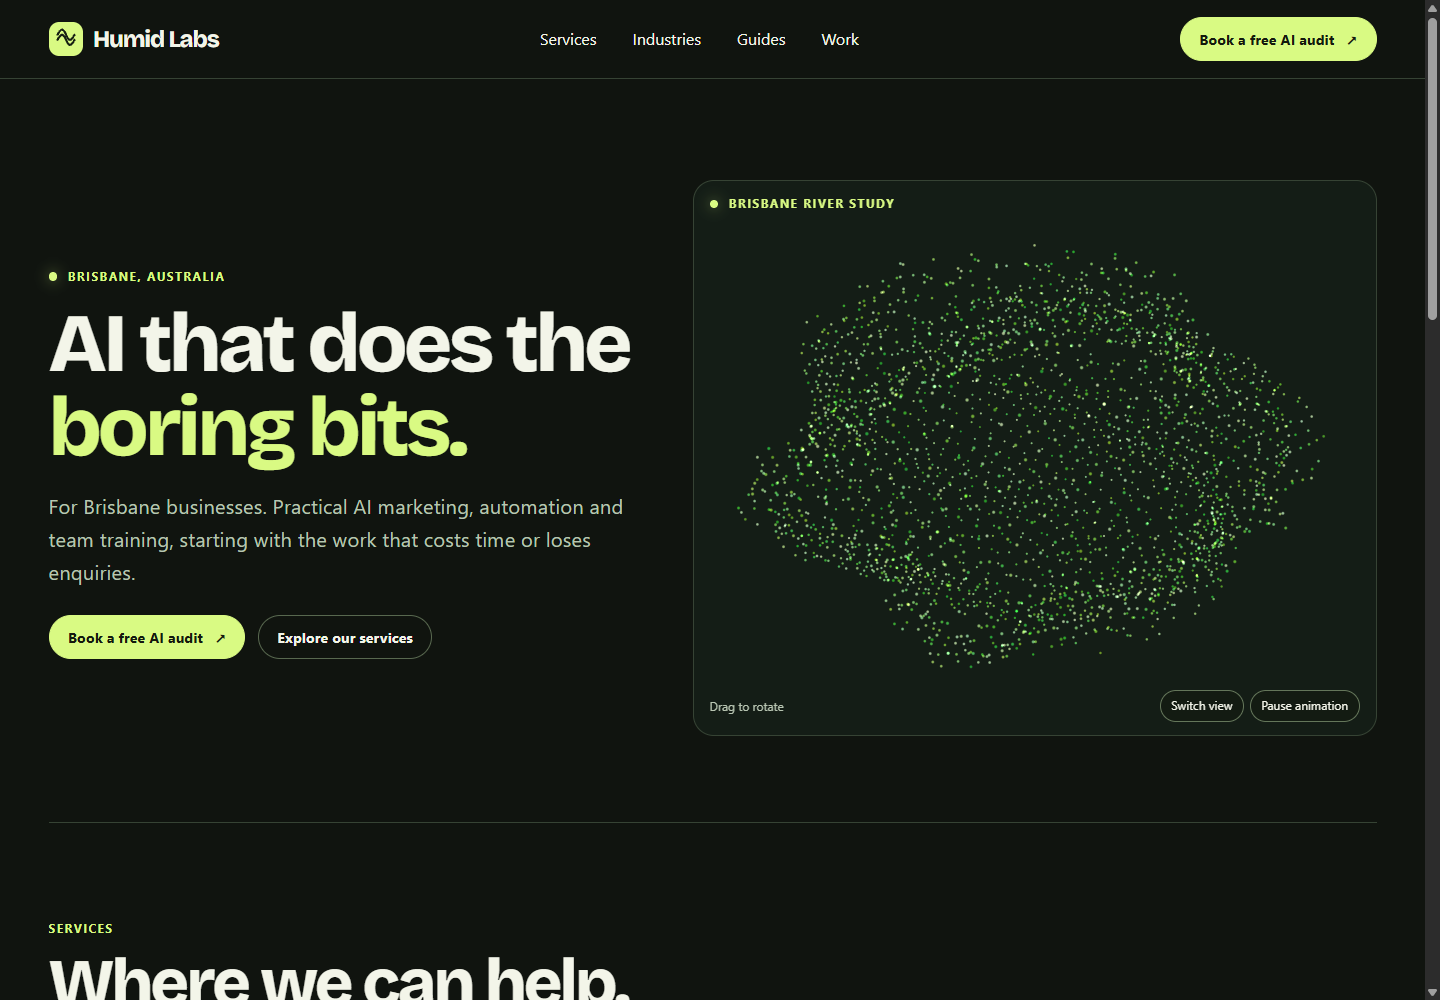 Humid Labs
Services
Industries
Guides
Work
Book a free AI audit ↗
BRISBANE, AUSTRALIA
AI that does the
boring bits.
For Brisbane businesses. Practical AI marketing, automation and
team training, starting with the work that costs time or loses
enquiries.
Book a free AI audit ↗
Explore our services
BRISBANE RIVER STUDY
Drag to rotate
Switch view
Pause animation
SERVICES
Where we can help.